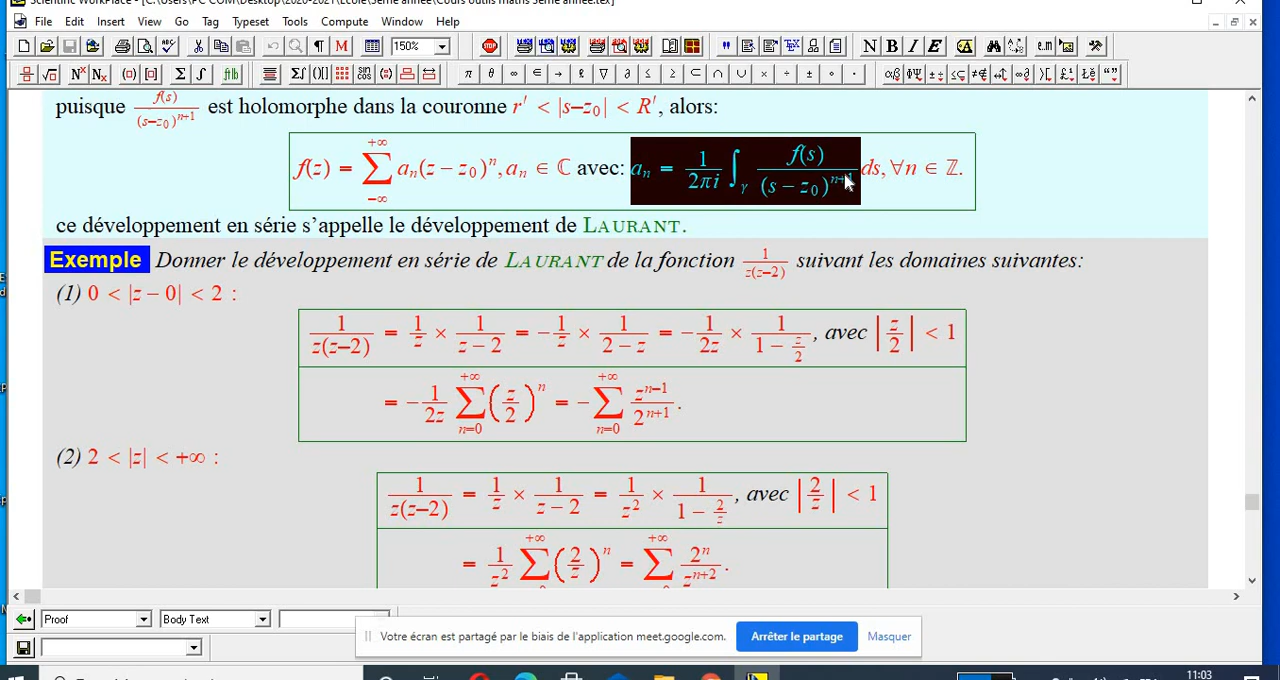 Scientific WorkPlace - [C:\Users\PC COM\Desktop\2020-2021\Ecole\3eme annee\Cours outils maths 3eme annee.tex]
File Edit Insert View Go Tag Typeset Tools Compute Window Help
150%
puisque f(s)/(s–z₀)ⁿ⁺¹ est holomorphe dans la couronne r′ < |s–z₀| < R′, alors:
f(z) = ∑_{-∞}^{+∞} aₙ(z – z₀)ⁿ, aₙ ∈ ℂ avec: aₙ = 1/(2πi) ∫_γ f(s)/(s – z₀)ⁿ⁺¹ ds, ∀n ∈ ℤ.
ce développement en série s'appelle le développement de LAURANT.
Exemple Donner le développement en série de LAURANT de la fonction 1/(z(z–2)) suivant les domaines suivantes:
(1) 0 < |z – 0| < 2 :
1/(z(z–2)) = 1/z × 1/(z – 2) = –1/z × 1/(2 – z) = –1/(2z) × 1/(1 – z/2), avec |z/2| < 1
= –1/(2z) ∑_{n=0}^{+∞} (z/2)ⁿ = –∑_{n=0}^{+∞} zⁿ⁻¹/2ⁿ⁺¹.
(2) 2 < |z| < +∞ :
1/(z(z–2)) = 1/z × 1/(z – 2) = 1/z² × 1/(1 – 2/z), avec |2/z| < 1
= 1/z² ∑^{+∞} (2/z)ⁿ = ∑^{+∞} 2ⁿ/zⁿ⁺².
Proof Body Text
Votre écran est partagé par le biais de l'application meet.google.com. Arrêter le partage Masquer
11:03